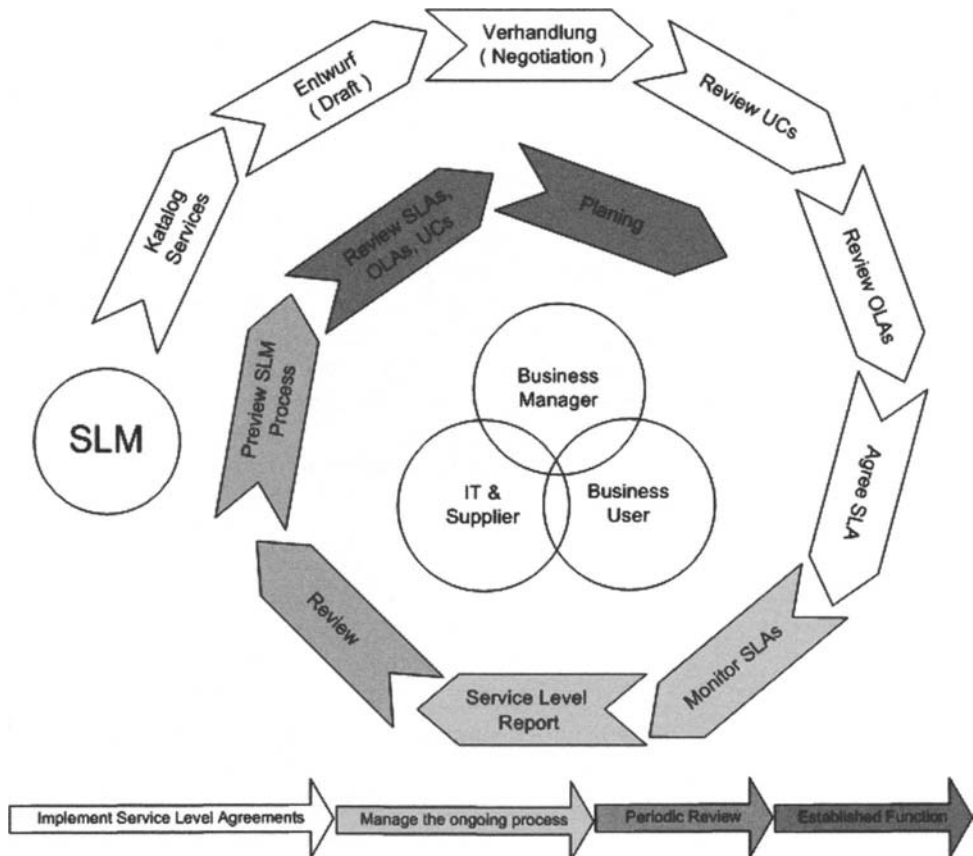 SLM
Katalog
Services
Entwurf
( Draft )
Verhandlung
( Negotiation )
Review UCs
Review OLAs
Agree SLA
Monitor SLAs
Service Level
Report
Review
Preview SLM
Process
Review SLAs,
OLAs, UCs
Planing
Business
Manager
IT &
Supplier
Business
User
Implement Service Level Agreements
Manage the ongoing process
Periodic Review
Established Function